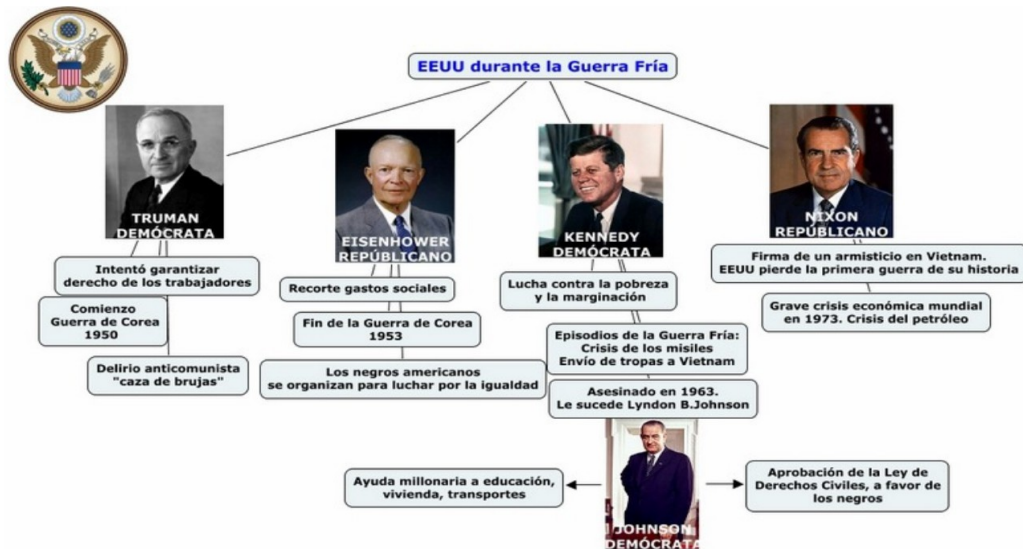 EEUU durante la Guerra Fría
TRUMAN
DEMÓCRATA
Intentó garantizar
derecho de los trabajadores
Comienzo
Guerra de Corea
1950
Delirio anticomunista
"caza de brujas"
EISENHOWER
REPÚBLICANO
Recorte gastos sociales
Fin de la Guerra de Corea
1953
Los negros americanos
se organizan para luchar por la igualdad
KENNEDY
DEMÓCRATA
Lucha contra la pobreza
y la marginación
Episodios de la Guerra Fría:
Crisis de los misiles
Envío de tropas a Vietnam
Asesinado en 1963.
Le sucede Lyndon B.Johnson
NIXON
REPÚBLICANO
Firma de un armisticio en Vietnam.
EEUU pierde la primera guerra de su historia
Grave crisis económica mundial
en 1973. Crisis del petróleo
Ayuda millonaria a educación,
vivienda, transportes
JOHNSON
DEMÓCRATA
Aprobación de la Ley de
Derechos Civiles, a favor de
los negros